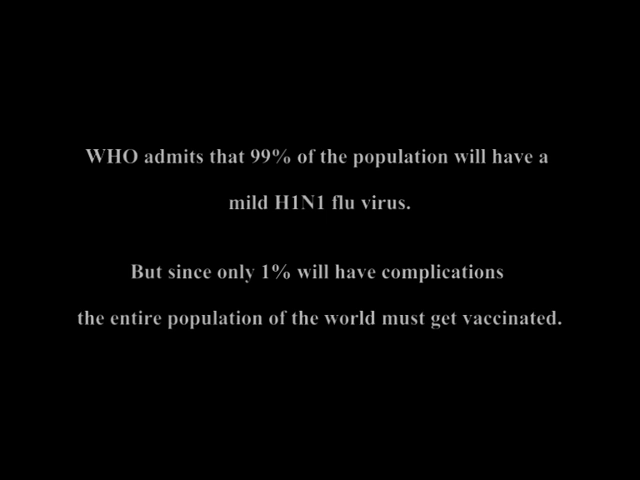 WHO admits that 99% of the population will have a
mild H1N1 flu virus.
But since only 1% will have complications
the entire population of the world must get vaccinated.